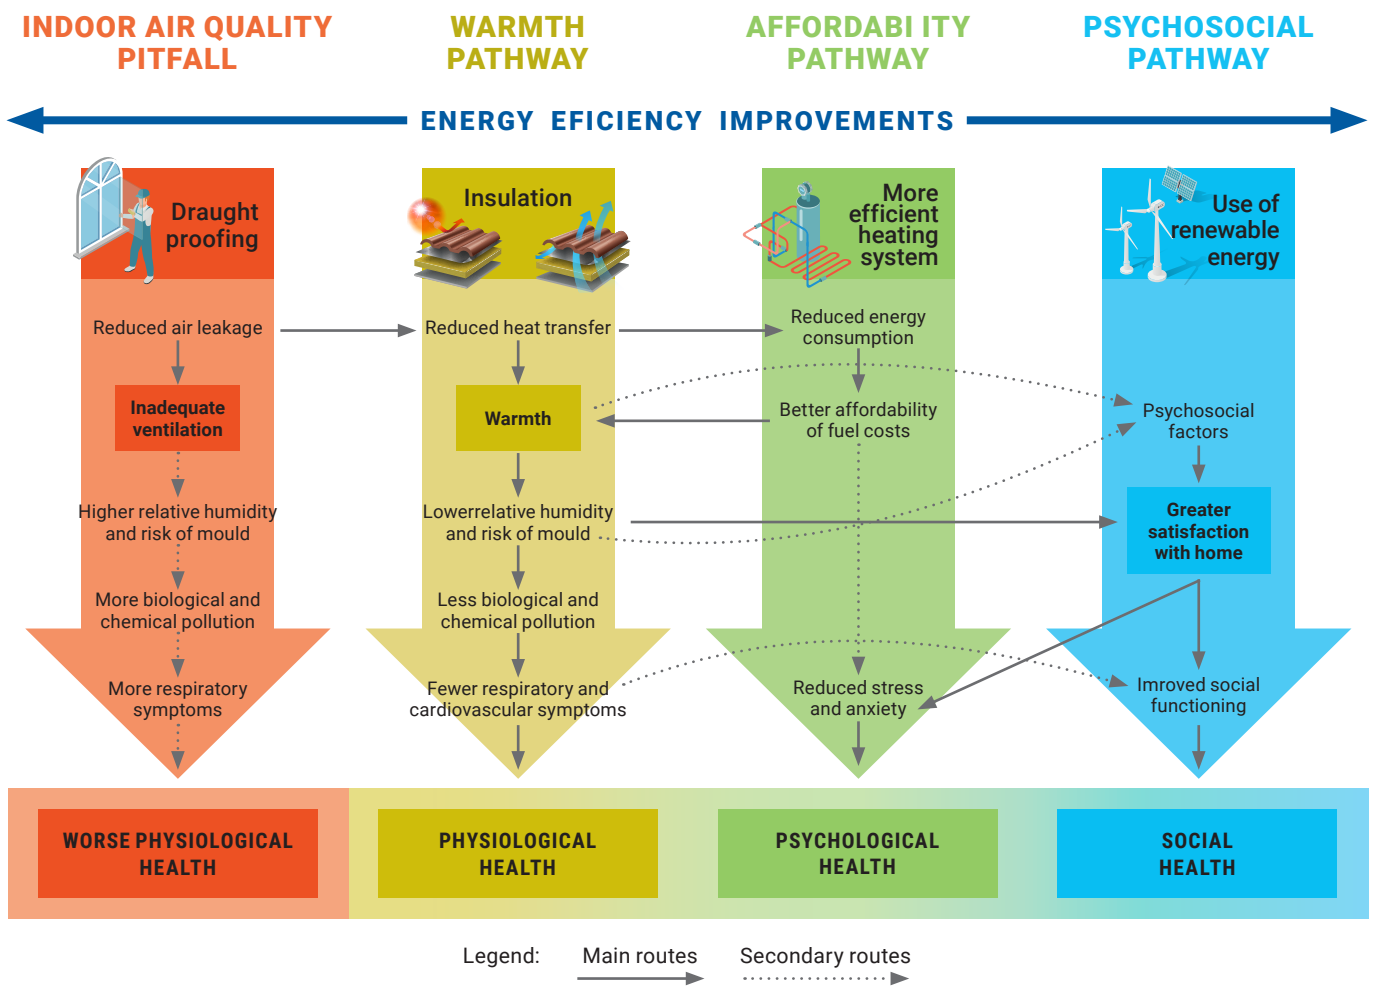 INDOOR AIR QUALITY
PITFALL
WARMTH
PATHWAY
AFFORDABI ITY
PATHWAY
PSYCHOSOCIAL
PATHWAY
ENERGY EFICIENCY IMPROVEMENTS
Draught
proofing
Insulation
More
efficient
heating
system
Use of
renewable
energy
Reduced air leakage
Reduced heat transfer
Reduced energy
consumption
Inadequate
ventilation
Warmth
Better affordability
of fuel costs
Psychosocial
factors
Higher relative humidity
and risk of mould
Lowerrelative humidity
and risk of mould
Greater
satisfaction
with home
More biological and
chemical pollution
Less biological and
chemical pollution
More respiratory
symptoms
Fewer respiratory and
cardiovascular symptoms
Reduced stress
and anxiety
Imroved social
functioning
WORSE PHYSIOLOGICAL
HEALTH
PHYSIOLOGICAL
HEALTH
PSYCHOLOGICAL
HEALTH
SOCIAL
HEALTH
Legend: Main routes Secondary routes